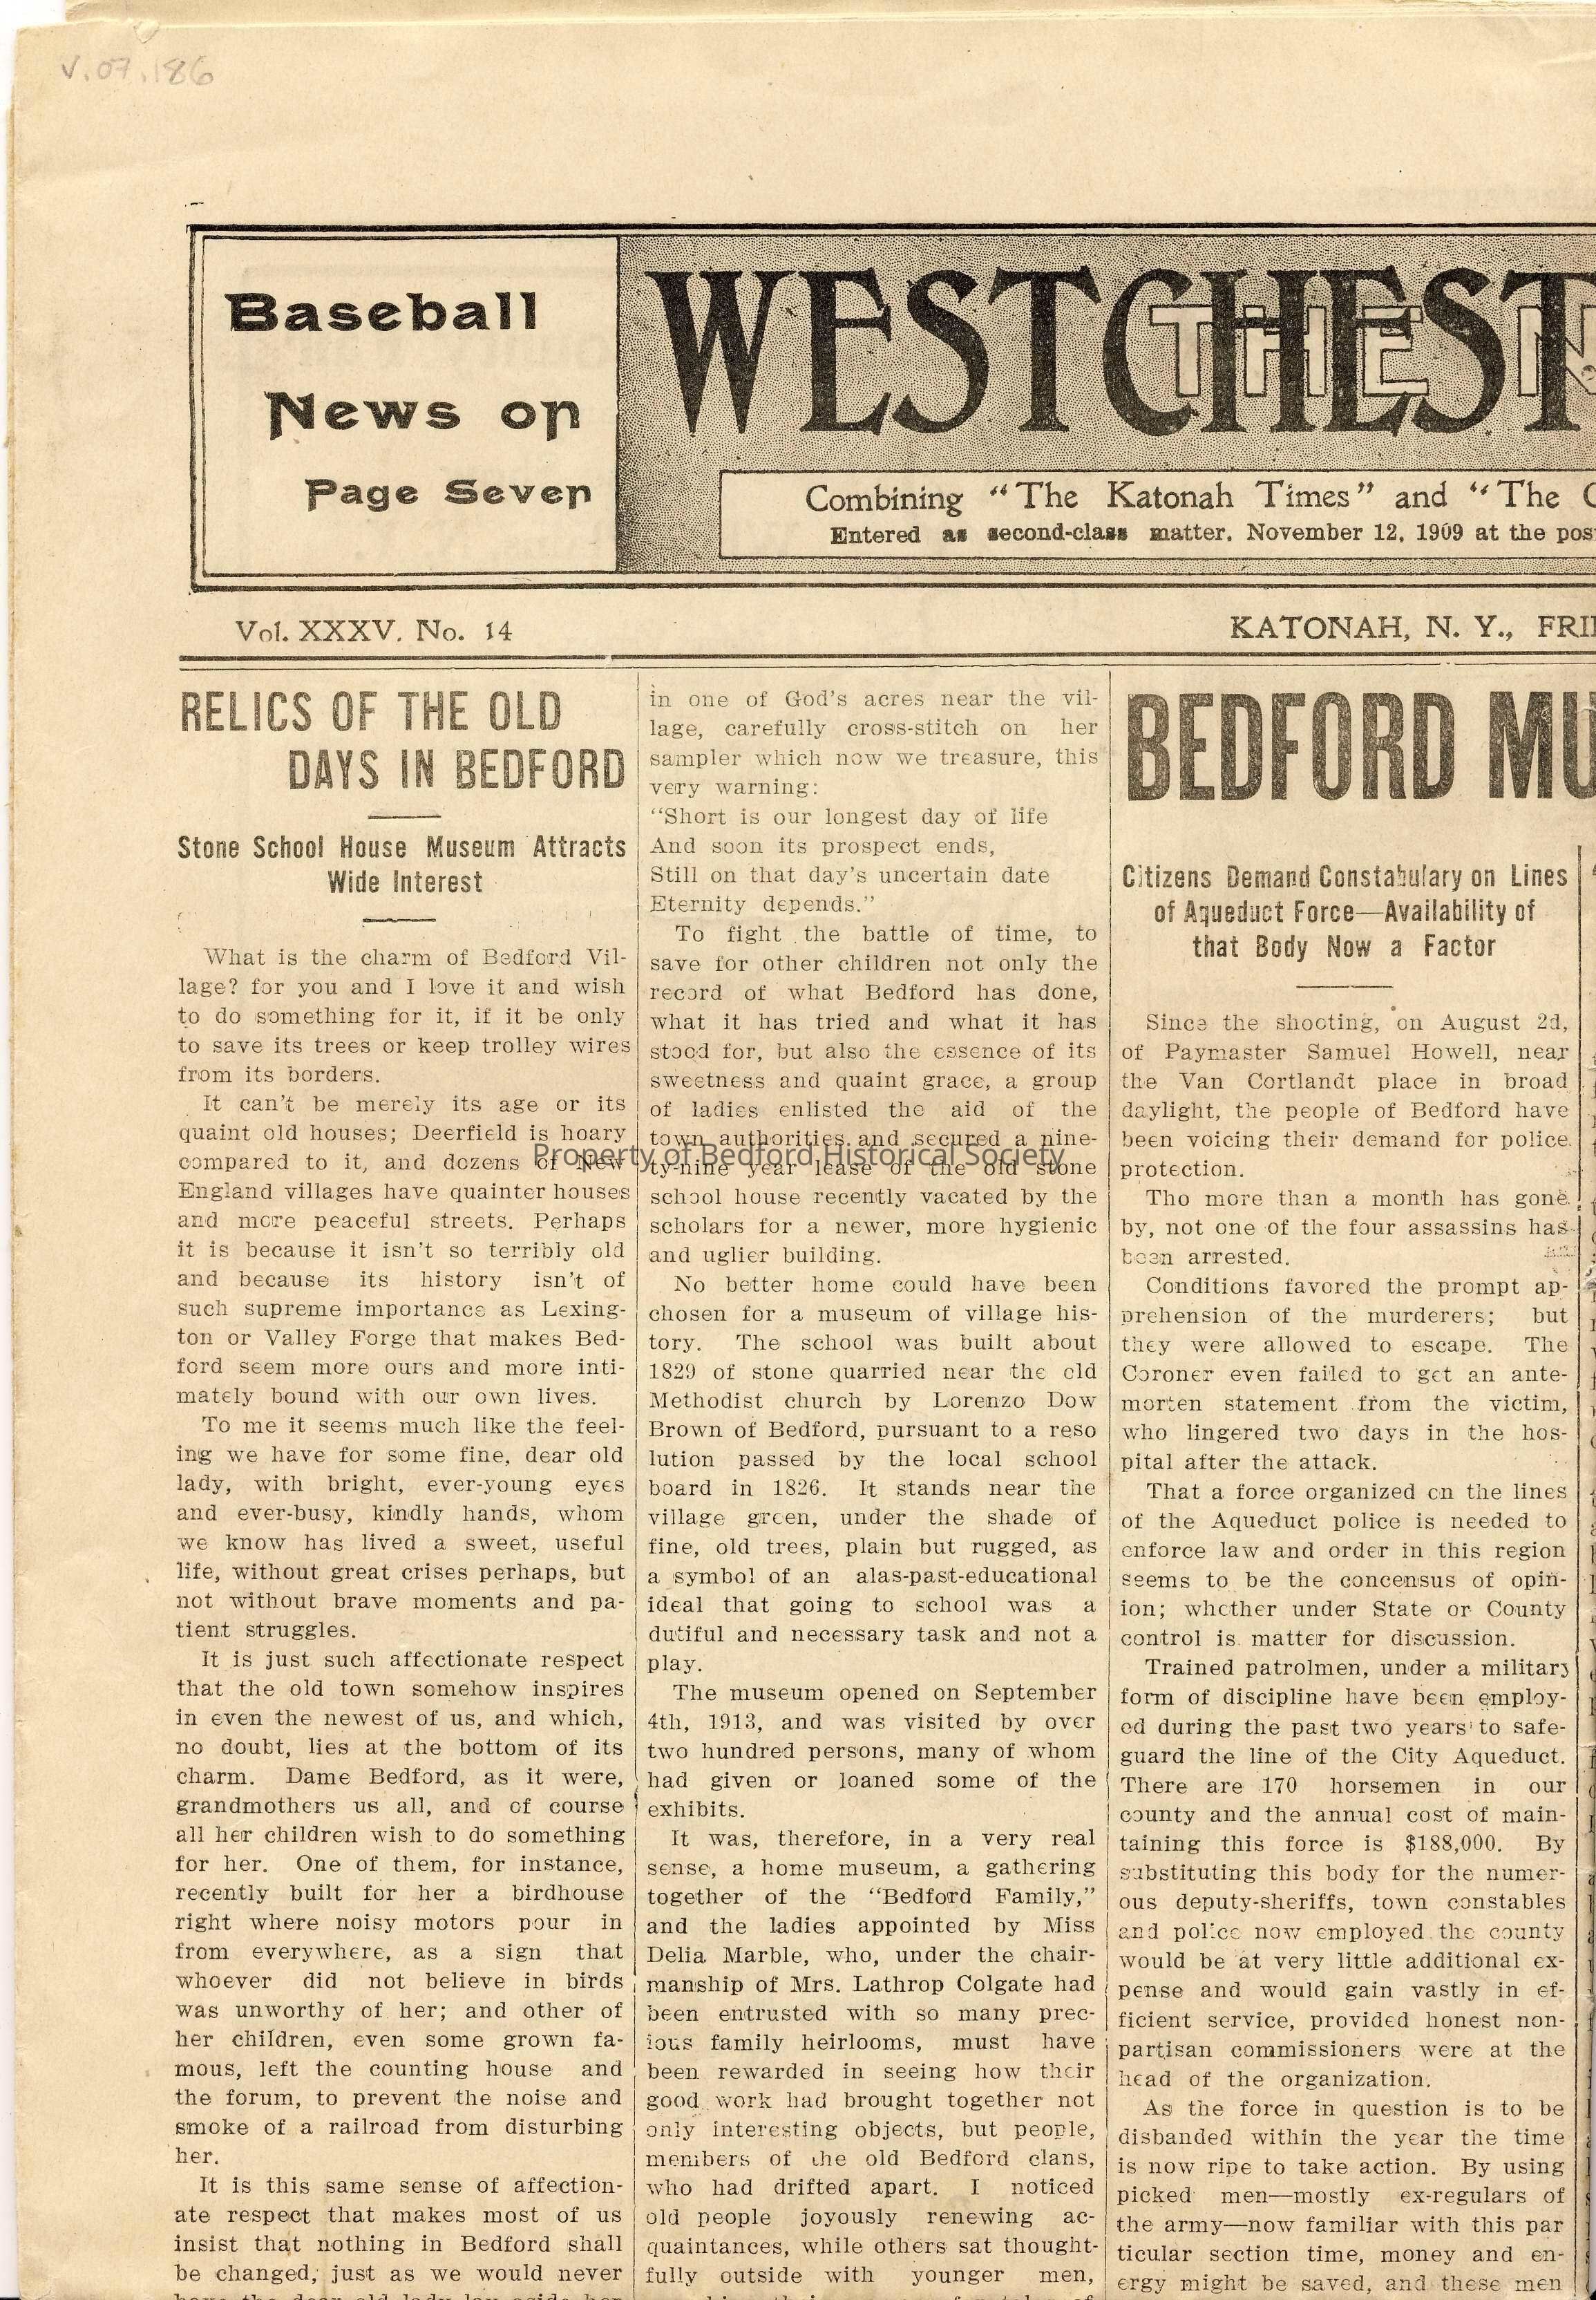 v.07.186
Baseball
News on
Page Seven
WESTCHEST
THE N
Combining "The Katonah Times" and "The
Entered as second-class matter, November 12, 1909 at the pos
Vol. XXXV. No. 14
KATONAH, N. Y., FRI
RELICS OF THE OLD
DAYS IN BEDFORD
Stone School House Museum Attracts
Wide Interest
What is the charm of Bedford Vil-
lage? for you and I love it and wish
to do something for it, if it be only
to save its trees or keep trolley wires
from its borders.
It can't be merely its age or its
quaint old houses; Deerfield is hoary
compared to it, and dozens of New
England villages have quainter houses
and more peaceful streets. Perhaps
it is because it isn't so terribly old
and because its history isn't of
such supreme importance as Lexing-
ton or Valley Forge that makes Bed-
ford seem more ours and more inti-
mately bound with our own lives.
To me it seems much like the feel-
ing we have for some fine, dear old
lady, with bright, ever-young eyes
and ever-busy, kindly hands, whom
we know has lived a sweet, useful
life, without great crises perhaps, but
not without brave moments and pa-
tient struggles.
It is just such affectionate respect
that the old town somehow inspires
in even the newest of us, and which,
no doubt, lies at the bottom of its
charm. Dame Bedford, as it were,
grandmothers us all, and of course
all her children wish to do something
for her. One of them, for instance,
recently built for her a birdhouse
right where noisy motors pour in
from everywhere, as a sign that
whoever did not believe in birds
was unworthy of her; and other of
her children, even some grown fa-
mous, left the counting house and
the forum, to prevent the noise and
smoke of a railroad from disturbing
her.
It is this same sense of affection-
ate respect that makes most of us
insist that nothing in Bedford shall
be changed, just as we would never
in one of God's acres near the vil-
lage, carefully cross-stitch on her
sampler which now we treasure, this
very warning:
"Short is our longest day of life
And soon its prospect ends,
Still on that day's uncertain date
Eternity depends."
To fight the battle of time, to
save for other children not only the
record of what Bedford has done,
what it has tried and what it has
stood for, but also the essence of its
sweetness and quaint grace, a group
of ladies enlisted the aid of the
town authorities and secured a nine-
ty-nine year lease of the old stone
school house recently vacated by the
scholars for a newer, more hygienic
and uglier building.
No better home could have been
chosen for a museum of village his-
tory. The school was built about
1829 of stone quarried near the old
Methodist church by Lorenzo Dow
Brown of Bedford, pursuant to a reso
lution passed by the local school
board in 1826. It stands near the
village green, under the shade of
fine, old trees, plain but rugged, as
a symbol of an alas-past-educational
ideal that going to school was a
dutiful and necessary task and not a
play.
The museum opened on September
4th, 1913, and was visited by over
two hundred persons, many of whom
had given or loaned some of the
exhibits.
It was, therefore, in a very real
sense, a home museum, a gathering
together of the "Bedford Family,"
and the ladies appointed by Miss
Delia Marble, who, under the chair-
manship of Mrs. Lathrop Colgate had
been entrusted with so many prec-
ious family heirlooms, must have
been rewarded in seeing how their
good work had brought together not
only interesting objects, but people,
members of the old Bedford clans,
who had drifted apart. I noticed
old people joyously renewing ac-
quaintances, while others sat thought-
fully outside with younger men,
BEDFORD MU
Citizens Demand Constabulary on Lines
of Aqueduct Force—Availability of
that Body Now a Factor
Since the shooting, on August 2d,
of Paymaster Samuel Howell, near
the Van Cortlandt place in broad
daylight, the people of Bedford have
been voicing their demand for police
protection.
Tho more than a month has gone
by, not one of the four assassins has
been arrested.
Conditions favored the prompt ap-
prehension of the murderers; but
they were allowed to escape. The
Coroner even failed to get an ante-
morten statement from the victim,
who lingered two days in the hos-
pital after the attack.
That a force organized on the lines
of the Aqueduct police is needed to
enforce law and order in this region
seems to be the concensus of opin-
ion; whether under State or County
control is matter for discussion.
Trained patrolmen, under a military
form of discipline have been employ-
ed during the past two years to safe-
guard the line of the City Aqueduct.
There are 170 horsemen in our
county and the annual cost of main-
taining this force is $188,000. By
substituting this body for the numer-
ous deputy-sheriffs, town constables
and police now employed the county
would be at very little additional ex-
pense and would gain vastly in ef-
ficient service, provided honest non-
partisan commissioners were at the
head of the organization.
As the force in question is to be
disbanded within the year the time
is now ripe to take action. By using
picked men—mostly ex-regulars of
the army—now familiar with this par
ticular section time, money and en-
ergy might be saved, and these men
Property of Bedford Historical Society